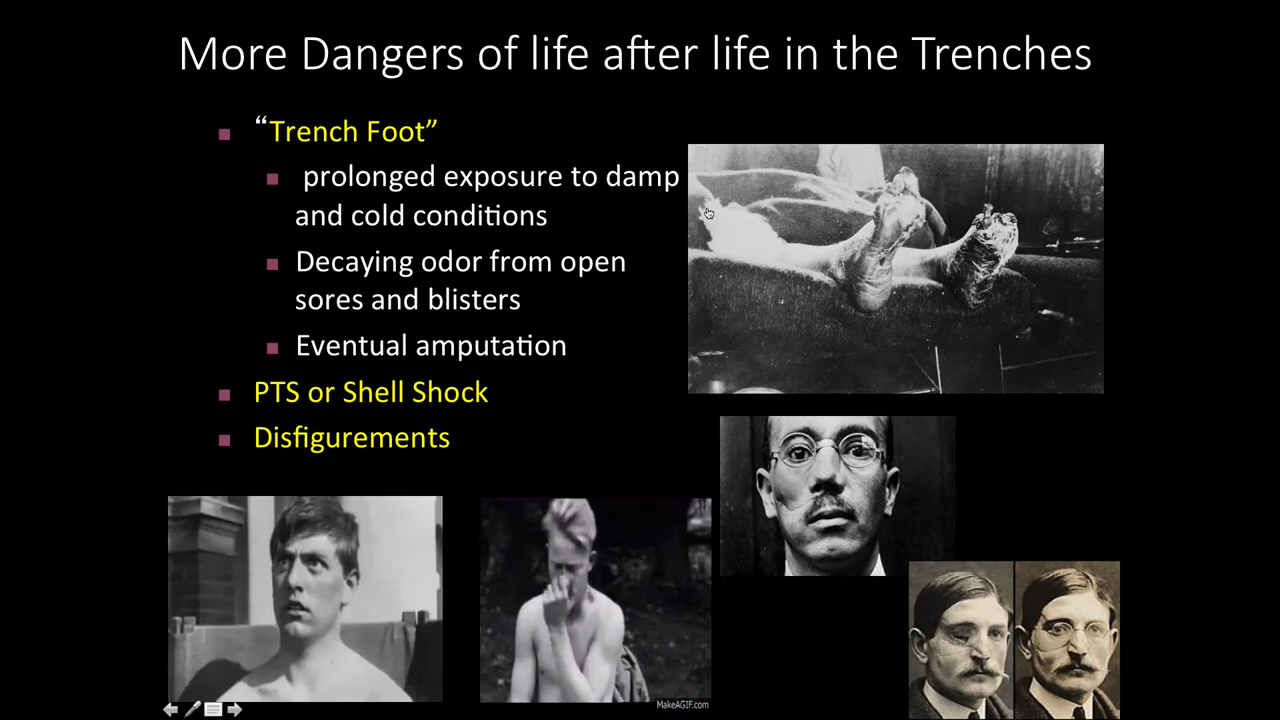 More Dangers of life after life in the Trenches
“Trench Foot”
prolonged exposure to damp
and cold conditions
Decaying odor from open
sores and blisters
Eventual amputation
PTS or Shell Shock
Disfigurements
MakeAGIF.com